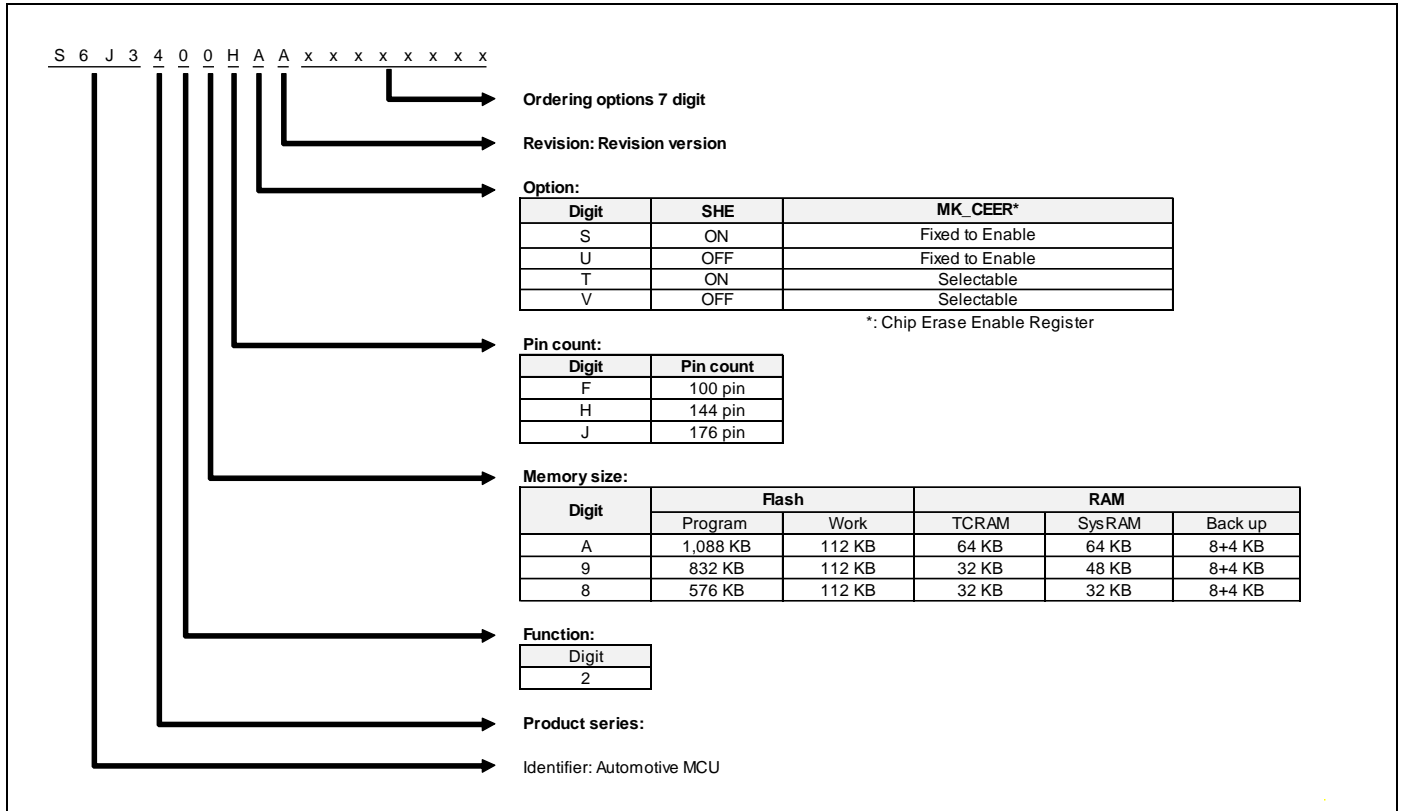 S 6 J 3 4 0 0 H A A x x x x x x x x
Ordering options 7 digit
Revision: Revision version
Option:
Digit SHE MK_CEER*
S ON Fixed to Enable
U OFF Fixed to Enable
T ON Selectable
V OFF Selectable
*: Chip Erase Enable Register
Pin count:
Digit Pin count
F 100 pin
H 144 pin
J 176 pin
Memory size:
Digit Flash RAM
Program Work TCRAM SysRAM Back up
A 1,088 KB 112 KB 64 KB 64 KB 8+4 KB
9 832 KB 112 KB 32 KB 48 KB 8+4 KB
8 576 KB 112 KB 32 KB 32 KB 8+4 KB
Function:
Digit
2
Product series:
Identifier: Automotive MCU